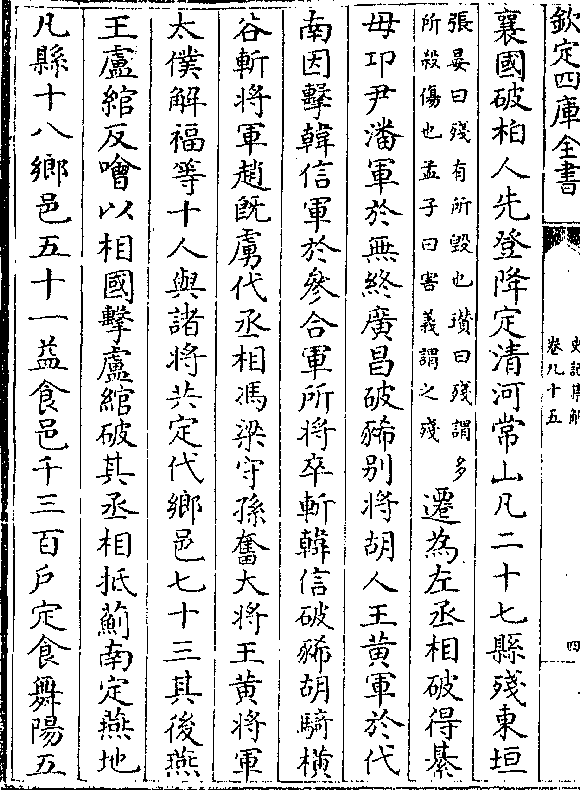 欽定四庫全書
史記集解
卷九十五
四
襄國破柏人先登降定清河常山凡二十七縣殘東垣
張晏曰殘有所毀也瓉曰殘謂多
所殺傷也孟子曰害義謂之殘
遷為左丞相破得綦
毋卭尹潘軍於無終廣昌破豨别將胡人王黄軍於代
南因擊韓信軍於參合軍所將卒斬韓信破豨胡騎横
谷斬將軍趙既虜代丞相馮梁守孫奮大將王黄將軍
太僕解福等十人與諸將共定代鄉邑七十三其後燕
王盧綰反噲以相國擊盧綰破其丞相抵薊南定燕地
凡縣十八鄉邑五十一益食邑千三百戶定食舞陽五